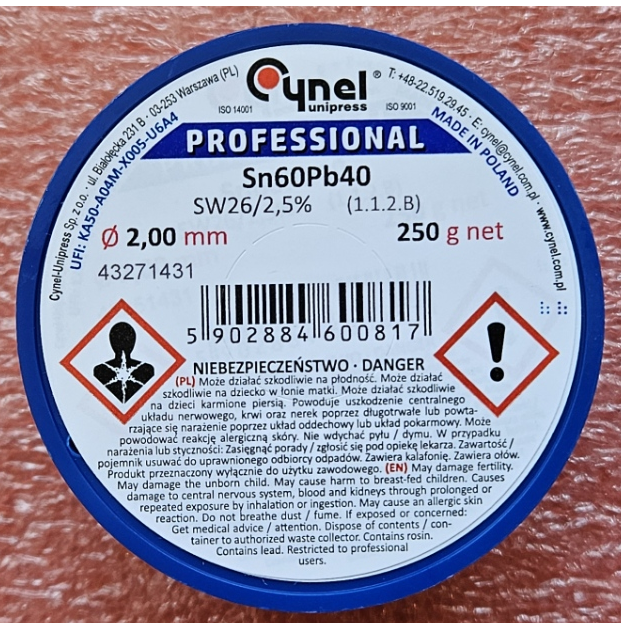 Cynel®
unipress
ISO 14001
ISO 9001
Cynel-Unipress Sp. z o.o. · ul. Białołęcka 231 B · 03-253 Warszawa (PL)
T: +48-22.519.29.45 · E: cynel@cynel.com.pl · www.cynel.com.pl
UFI: KA50-A04M-X005-U6A4
MADE IN POLAND
PROFESSIONAL
Sn60Pb40
SW26/2,5% (1.1.2.B)
Ø 2,00 mm 250 g net
43271431
5 902884 600817
NIEBEZPIECZEŃSTWO · DANGER
(PL) Może działać szkodliwie na płodność. Może działać
szkodliwie na dziecko w łonie matki. Może działać szkodliwie
na dzieci karmione piersią. Powoduje uszkodzenie centralnego
układu nerwowego, krwi oraz nerek poprzez długotrwałe lub powta-
rzające się narażenie poprzez układ oddechowy lub układ pokarmowy. Może
powodować reakcję alergiczną skóry. Nie wdychać pyłu / dymu. W przypadku
narażenia lub styczności: Zasięgnąć porady / zgłosić się pod opiekę lekarza. Zawartość /
pojemnik usuwać do uprawnionego odbiorcy odpadów. Zawiera kalafonię. Zawiera ołów.
Produkt przeznaczony wyłącznie do użytku zawodowego. (EN) May damage fertility.
May damage the unborn child. May cause harm to breast-fed children. Causes
damage to central nervous system, blood and kidneys through prolonged or
repeated exposure by inhalation or ingestion. May cause an allergic skin
reaction. Do not breathe dust / fume. If exposed or concerned:
Get medical advice / attention. Dispose of contents / con-
tainer to authorized waste collector. Contains rosin.
Contains lead. Restricted to professional
users.